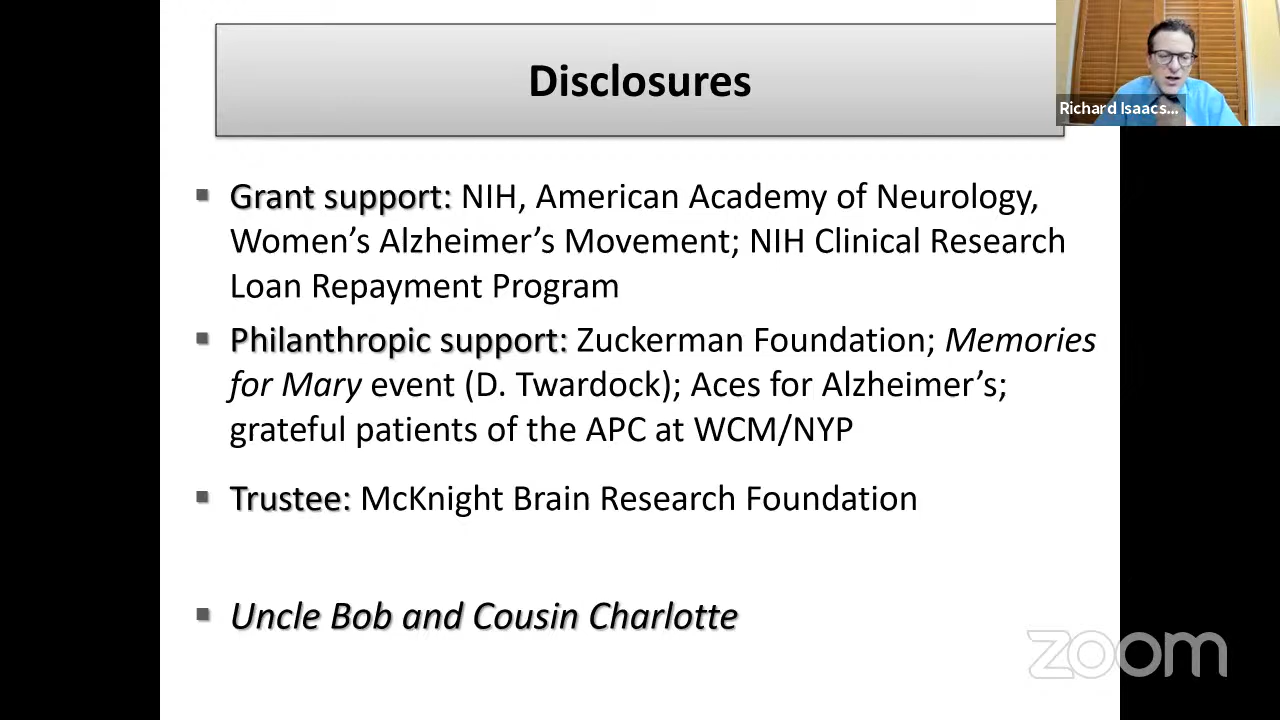 Disclosures
Richard Isaacs...
Grant support: NIH, American Academy of Neurology,
Women's Alzheimer's Movement; NIH Clinical Research
Loan Repayment Program
Philanthropic support: Zuckerman Foundation; Memories
for Mary event (D. Twardock); Aces for Alzheimer's;
grateful patients of the APC at WCM/NYP
Trustee: McKnight Brain Research Foundation
Uncle Bob and Cousin Charlotte
zoom